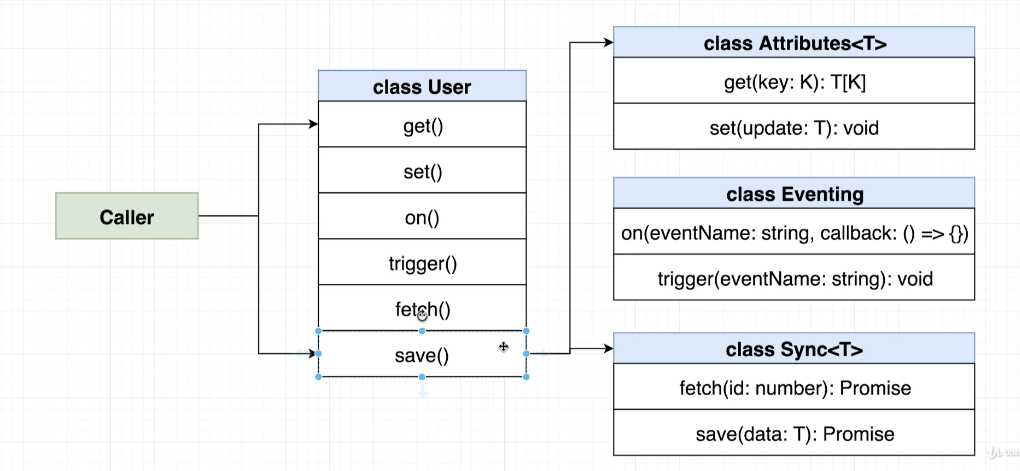 Caller
class User
get()
set()
on()
trigger()
fetch()
save()
class Attributes<T>
get(key: K): T[K]
set(update: T): void
class Eventing
on(eventName: string, callback: () => {})
trigger(eventName: string): void
class Sync<T>
fetch(id: number): Promise
save(data: T): Promise